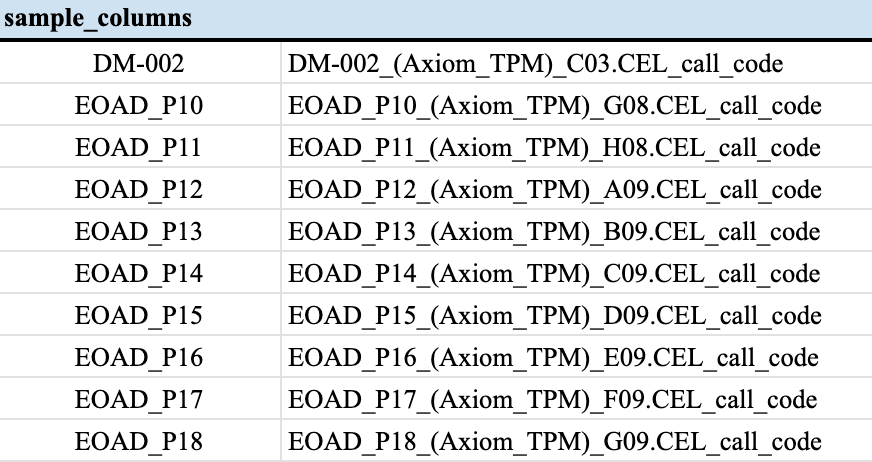 sample_columns
DM-002 DM-002_(Axiom_TPM)_C03.CEL_call_code
EOAD_P10 EOAD_P10_(Axiom_TPM)_G08.CEL_call_code
EOAD_P11 EOAD_P11_(Axiom_TPM)_H08.CEL_call_code
EOAD_P12 EOAD_P12_(Axiom_TPM)_A09.CEL_call_code
EOAD_P13 EOAD_P13_(Axiom_TPM)_B09.CEL_call_code
EOAD_P14 EOAD_P14_(Axiom_TPM)_C09.CEL_call_code
EOAD_P15 EOAD_P15_(Axiom_TPM)_D09.CEL_call_code
EOAD_P16 EOAD_P16_(Axiom_TPM)_E09.CEL_call_code
EOAD_P17 EOAD_P17_(Axiom_TPM)_F09.CEL_call_code
EOAD_P18 EOAD_P18_(Axiom_TPM)_G09.CEL_call_code